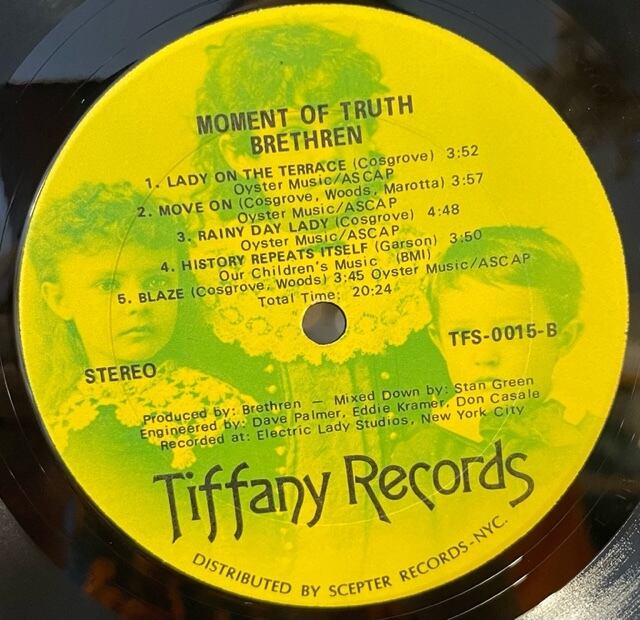 MOMENT OF TRUTH
BRETHREN
1. LADY ON THE TERRACE (Cosgrove) 3:52
Oyster Music/ASCAP
2. MOVE ON (Cosgrove, Woods, Marotta) 3:57
Oyster Music/ASCAP
3. RAINY DAY LADY (Cosgrove) 4:48
Oyster Music/ASCAP
4. HISTORY REPEATS ITSELF (Garson) 3:50
Our Children's Music (BMI)
5. BLAZE (Cosgrove, Woods) 3:45 Oyster Music/ASCAP
Total Time: 20:24
TFS-0015-B
STEREO
Produced by: Brethren — Mixed Down by: Stan Green
Engineered by: Dave Palmer, Eddie Kramer, Don Casale
Recorded at: Electric Lady Studios, New York City
Tiffany Records
DISTRIBUTED BY SCEPTER RECORDS-NYC.